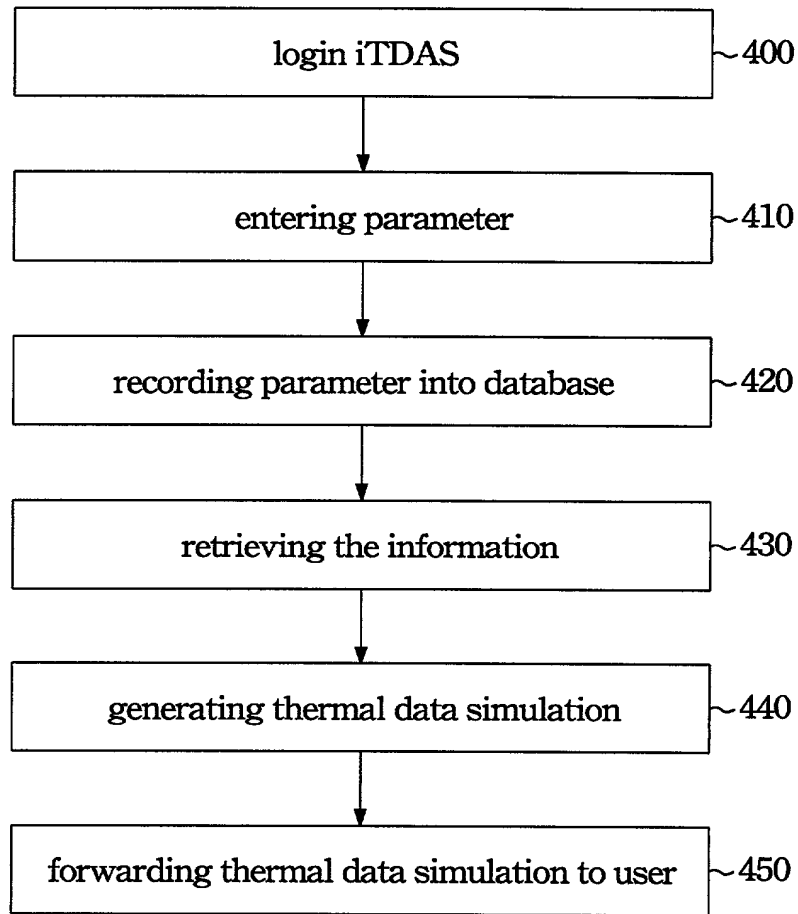 login iTDAS ~400
entering parameter ~410
recording parameter into database ~420
retrieving the information ~430
generating thermal data simulation ~440
forwarding thermal data simulation to user ~450